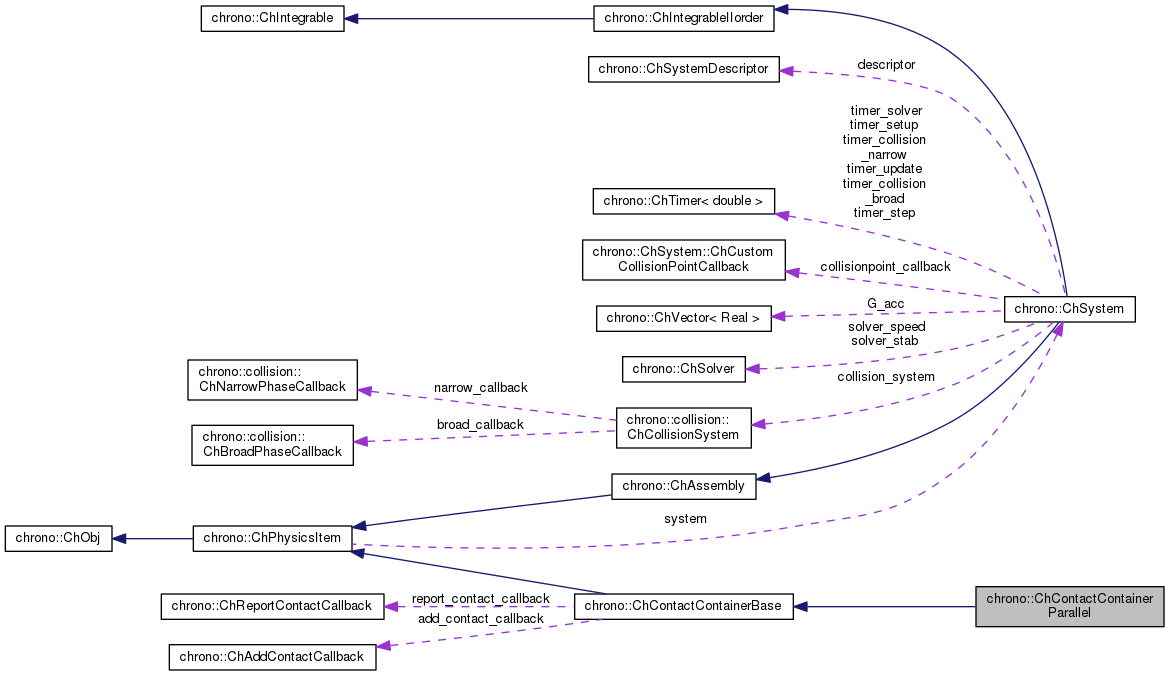 chrono::ChIntegrable
chrono::ChIntegrableIIorder
chrono::ChSystemDescriptor
descriptor
timer_solver
timer_setup
timer_collision
_narrow
timer_update
timer_collision
_broad
timer_step
chrono::ChTimer< double >
chrono::ChSystem::ChCustom
CollisionPointCallback
collisionpoint_callback
chrono::ChSystem
G_acc
chrono::ChVector< Real >
solver_speed
solver_stab
chrono::ChSolver
collision_system
chrono::collision::
ChNarrowPhaseCallback
narrow_callback
chrono::collision::
ChCollisionSystem
broad_callback
chrono::collision::
ChBroadPhaseCallback
chrono::ChAssembly
system
chrono::ChObj
chrono::ChPhysicsItem
report_contact_callback
chrono::ChReportContactCallback
chrono::ChContactContainerBase
chrono::ChContactContainer
Parallel
add_contact_callback
chrono::ChAddContactCallback